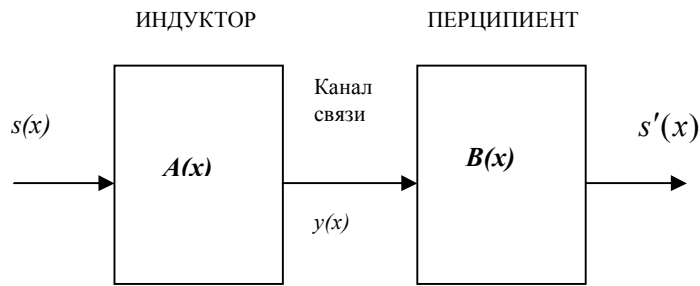 ИНДУКТОР
ПЕРЦИПИЕНТ
s(x)
A(x)
Канал
связи
y(x)
B(x)
s′(x)